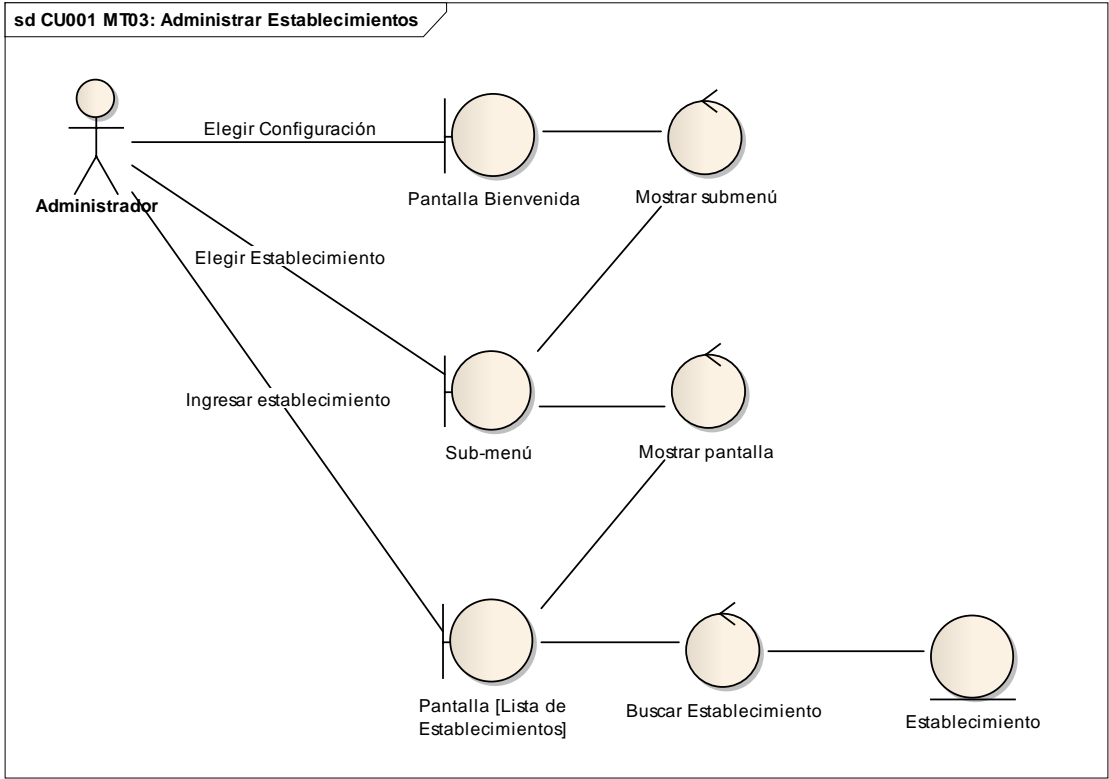 sd CU001 MT03: Administrar Establecimientos
Elegir Configuración
Pantalla Bienvenida
Mostrar submenú
Administrador
Elegir Establecimiento
Ingresar establecimiento
Sub-menú
Mostrar pantalla
Pantalla [Lista de
Establecimientos]
Buscar Establecimiento
Establecimiento